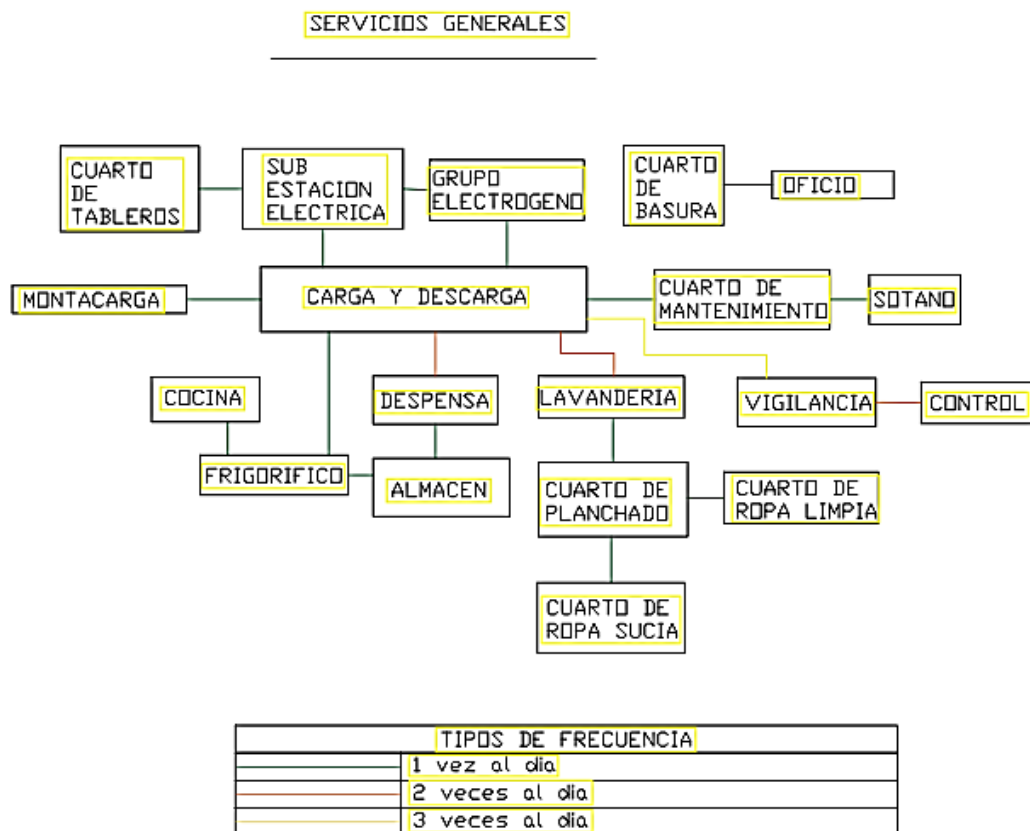 SERVICIOS GENERALES
CUARTO
DE
TABLEROS
SUB
ESTACION
ELECTRICA
GRUPO
ELECTROGENO
CUARTO
DE
BASURA
OFICIO
MONTACARGA
CARGA Y DESCARGA
CUARTO DE
MANTENIMIENTO
SOTANO
COCINA
DESPENSA
LAVANDERIA
VIGILANCIA
CONTROL
FRIGORIFICO
ALMACEN
CUARTO DE
PLANCHADO
CUARTO DE
ROPA LIMPIA
CUARTO DE
ROPA SUCIA
TIPOS DE FRECUENCIA
1 vez al dia
2 veces al dia
3 veces al dia